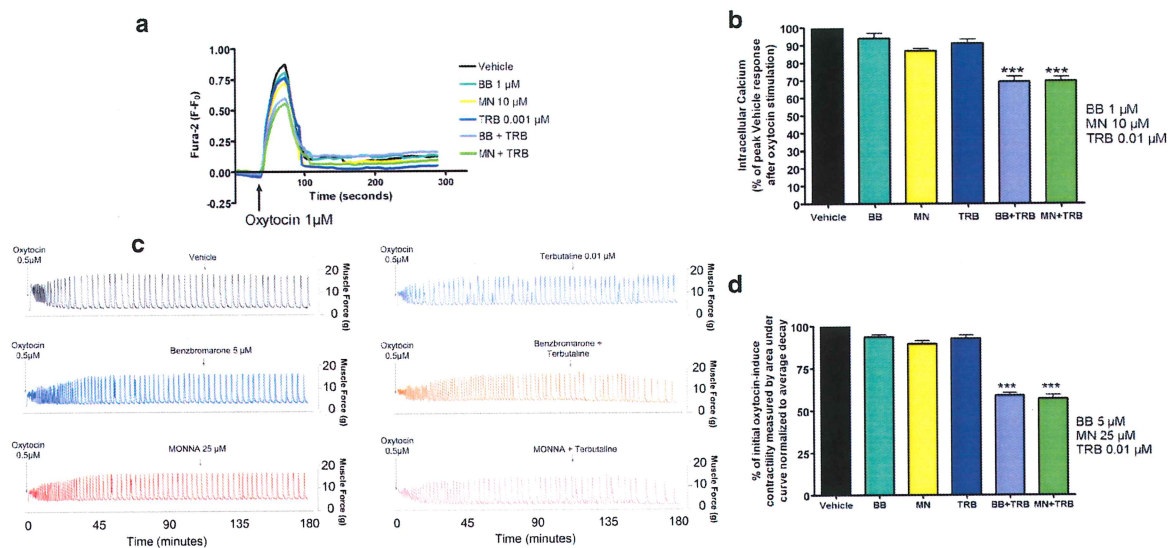 a
1.00
0.75
0.50
0.25
0.00
-0.25
Fura-2 (F-F0)
100
200
300
Time (seconds)
Oxytocin 1µM
Vehicle
BB 1 µM
MN 10 µM
TRB 0.001 µM
BB + TRB
MN + TRB
b
Intracellular Calcium
(% of peak Vehicle response
after oxytocin stimulation)
100
90
80
70
60
50
40
30
20
10
0
***
***
Vehicle
BB
MN
TRB
BB+TRB
MN+TRB
BB 1 µM
MN 10 µM
TRB 0.01 µM
c
Oxytocin
0.5µM
Vehicle
20
10
0
Muscle Force (g)
Oxytocin
0.5µM
Benzbromarone 5 µM
20
10
0
Muscle Force (g)
Oxytocin
0.5µM
MONNA 25 µM
20
10
0
Muscle Force (g)
0
45
90
135
180
Time (minutes)
Oxytocin
0.5µM
Terbutaline 0.01 µM
20
10
0
Muscle Force (g)
Oxytocin
0.5µM
Benzbromarone +
Terbutaline
20
10
0
Muscle Force (g)
Oxytocin
0.5µM
MONNA + Terbutaline
20
10
0
Muscle Force (g)
0
45
90
135
180
Time (minutes)
d
% of initial oxytocin-induce
contractility measured by area under
curve normalized to average decay
100
75
50
25
0
***
***
Vehicle
BB
MN
TRB
BB+TRB
MN+TRB
BB 5 µM
MN 25 µM
TRB 0.01 µM